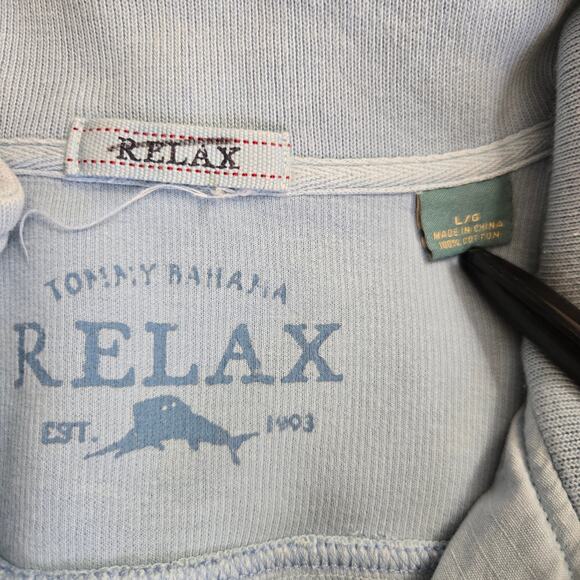 RELAX
L/G
MADE IN CHINA
100% COTTON
TOMMY BAHAMA
RELAX
EST. 1903